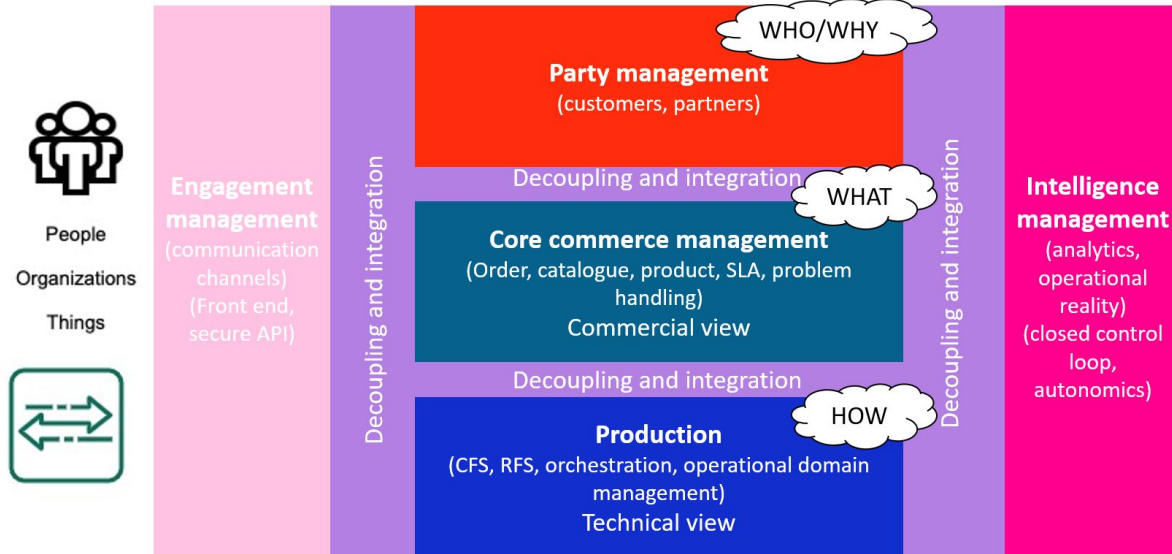 People
Organizations
Things
Engagement
management
(communication
channels)
(Front end,
secure API)
Decoupling and integration
WHO/WHY
Party management
(customers, partners)
Decoupling and integration
WHAT
Core commerce management
(Order, catalogue, product, SLA, problem
handling)
Commercial view
Decoupling and integration
HOW
Production
(CFS, RFS, orchestration, operational domain
management)
Technical view
Decoupling and integration
Intelligence
management
(analytics,
operational
reality)
(closed control
loop,
autonomics)